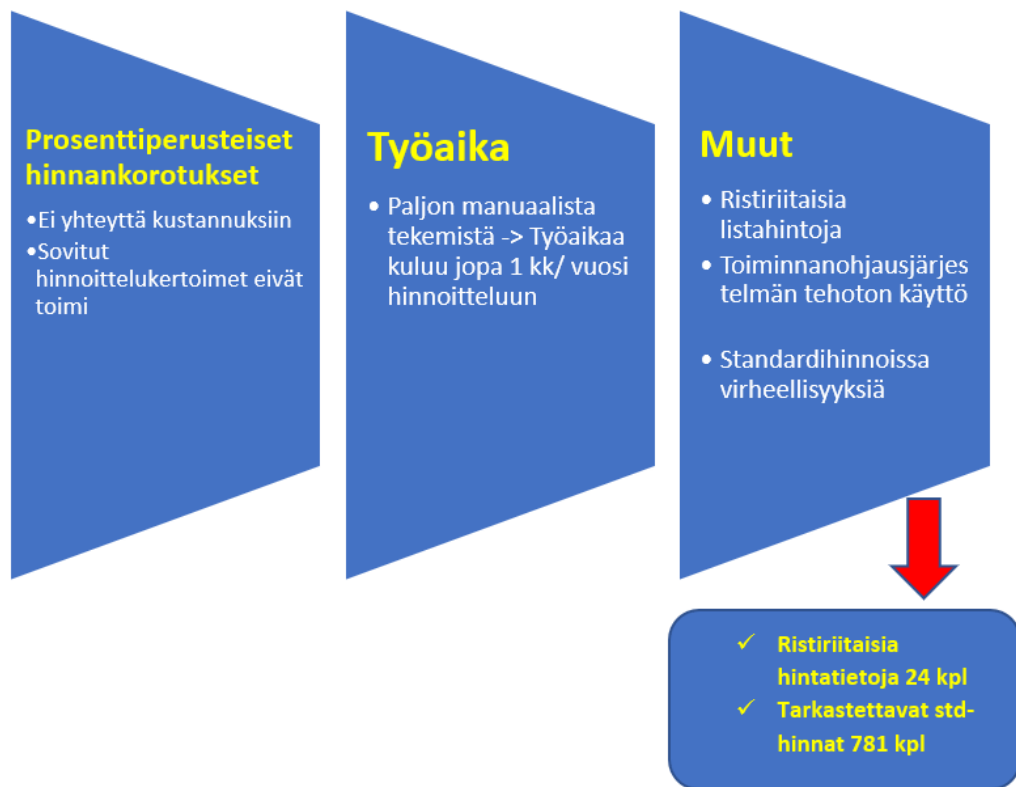 Prosenttiperusteiset
hinnankorotukset
•Ei yhteyttä kustannuksiin
•Sovitut
hinnoittelukertoimet eivät
toimi
Työaika
• Paljon manuaalista
tekemistä -> Työaikaa
kuluu jopa 1 kk/ vuosi
hinnoitteluun
Muut
• Ristiriitaisia
listahintoja
• Toiminnanohjausjärjes
telmän tehoton käyttö
• Standardihinnoissa
virheellisyyksiä
✓ Ristiriitaisia
hintatietoja 24 kpl
✓ Tarkastettavat std-
hinnat 781 kpl